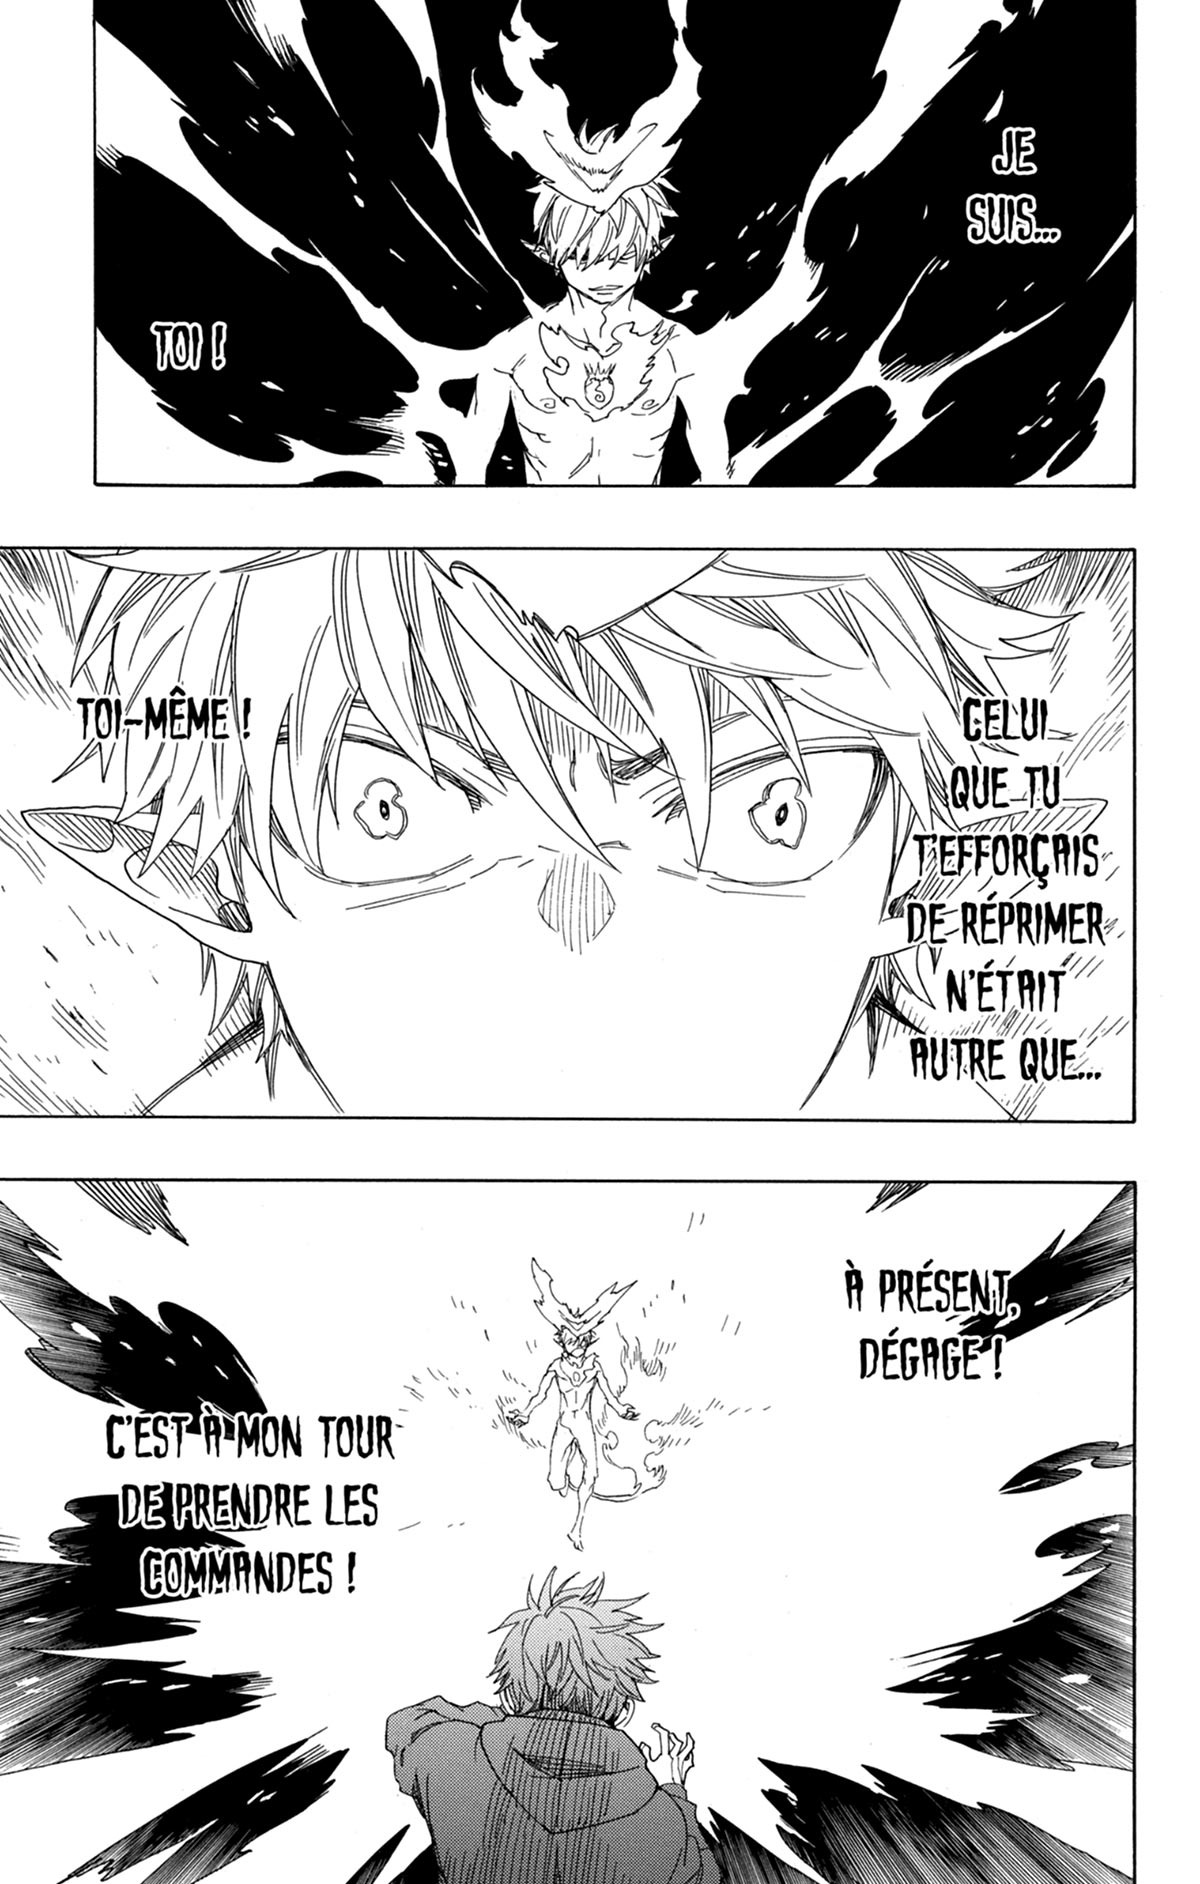 JE
SUIS...
TOI !
CELUI
QUE TU
T'EFFORÇAIS
DE RÉPRIMER
N'ÉTAIT
AUTRE QUE...
TOI-MÊME !
À PRÉSENT,
DÉGAGE !
C'EST À MON TOUR
DE PRENDRE LES
COMMANDES !